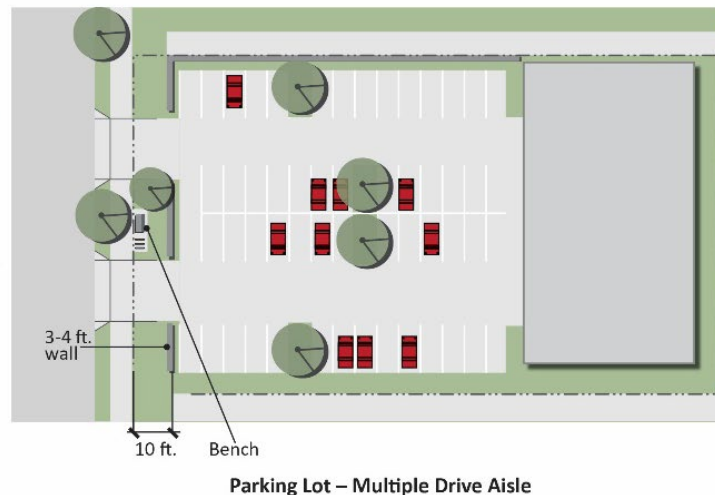 3-4 ft.
wall
10 ft.
Bench
Parking Lot – Multiple Drive Aisle